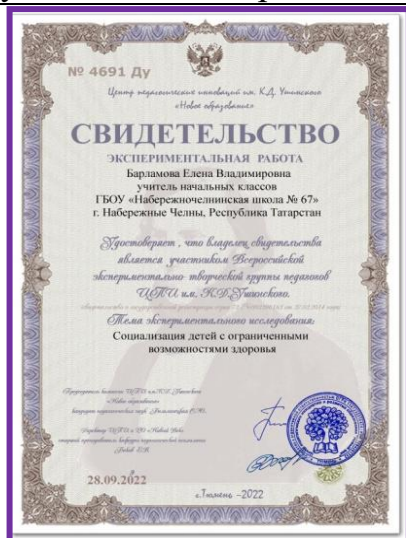 № 4691 Ду
Центр педагогических инноваций им. К.Д. Ушинского
«Новое образование»
СВИДЕТЕЛЬСТВО
ЭКСПЕРИМЕНТАЛЬНАЯ РАБОТА
Барламова Елена Владимировна
учитель начальных классов
ГБОУ «Набережночелнинская школа № 67»
г. Набережные Челны, Республика Татарстан
Удостоверяет, что владелец свидетельства
является участником Всероссийской
экспериментально-творческой группы педагогов
ЦПИ им. К.Д.Ушинского.
Тема экспериментального исследования:
Социализация детей с ограниченными
возможностями здоровья
«Новое образование»
28.09.2022
г.Тюмень -2022